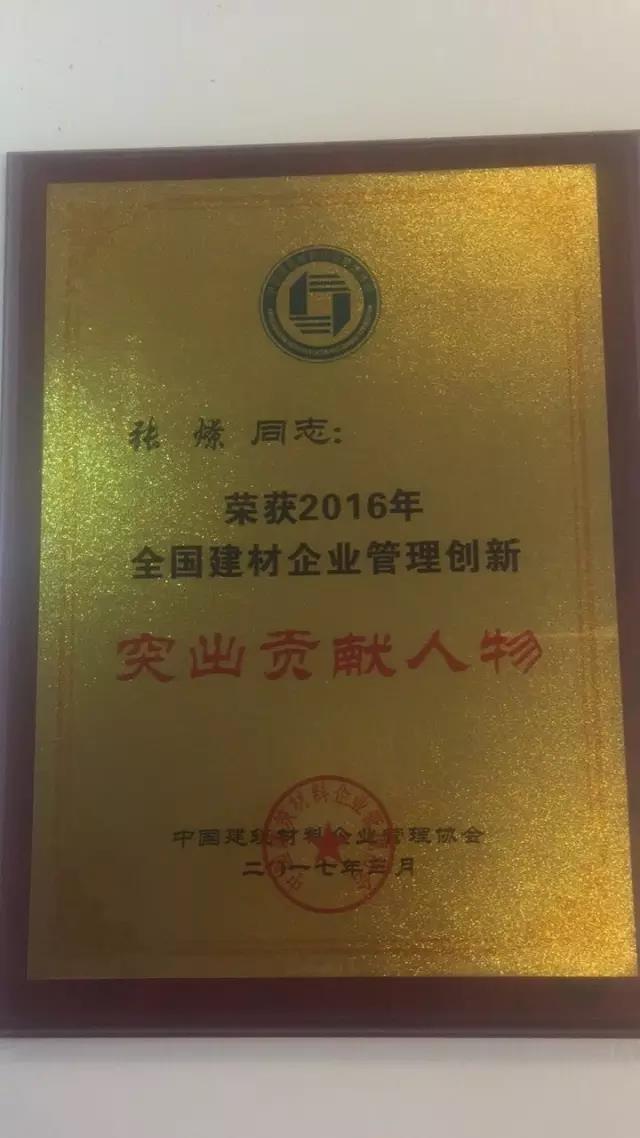 张 燎 同志:
荣获2016年
全国建材企业管理创新
突出贡献人物
中国建筑材料企业管理协会
二〇一七年三月